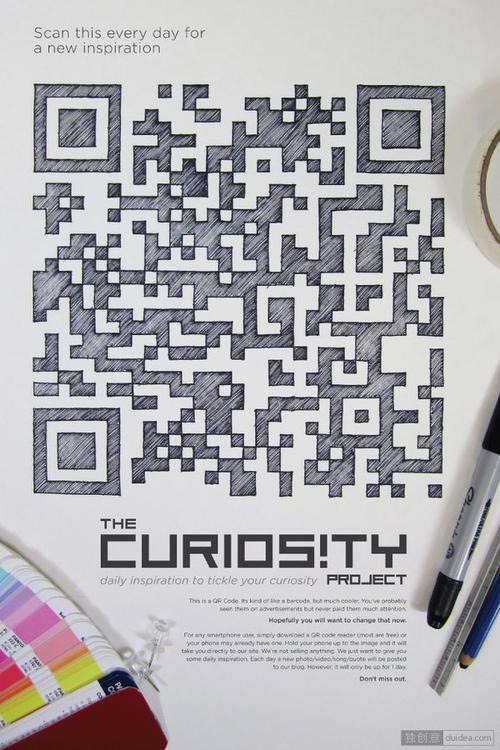 Scan this every day for
a new inspiration
THE
CURIOS!TY
daily inspiration to tickle your curiosity PROJECT
This is a QR Code. Its kind of like a barcode, but much cooler. You've probably
seen them on advertisements but never paid them much attention.
Hopefully you will want to change that now.
For any smartphone user, simply download a QR code reader (most are free) or
your phone may already have one. Hold your phone up to the image and it will
take you directly to our site. We're not selling anything. We just want to give you
some daily inspiration. Each day a new photo/video/song/quote will be posted
to our blog. However, it will only be up for 1 day.
Don't miss out.
独创意 duidea.com